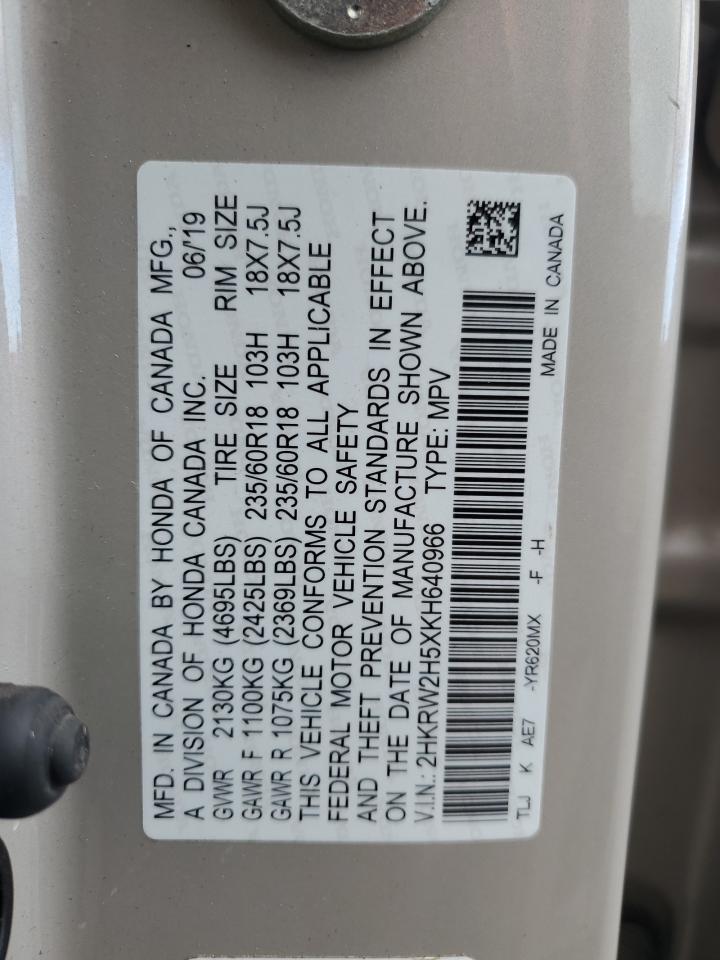 MFD. IN CANADA BY HONDA OF CANADA MFG.,
A DIVISION OF HONDA CANADA INC. 06/'19
GVWR 2130KG (4695LBS) TIRE SIZE RIM SIZE
GAWR F 1100KG (2425LBS) 235/60R18 103H 18X7.5J
GAWR R 1075KG (2369LBS) 235/60R18 103H 18X7.5J
THIS VEHICLE CONFORMS TO ALL APPLICABLE
FEDERAL MOTOR VEHICLE SAFETY
AND THEFT PREVENTION STANDARDS IN EFFECT
ON THE DATE OF MANUFACTURE SHOWN ABOVE.
V.I.N.: 2HKRW2H5XKH640966 TYPE: MPV
TLJ K AE7 -YR620MX -F -H MADE IN CANADA